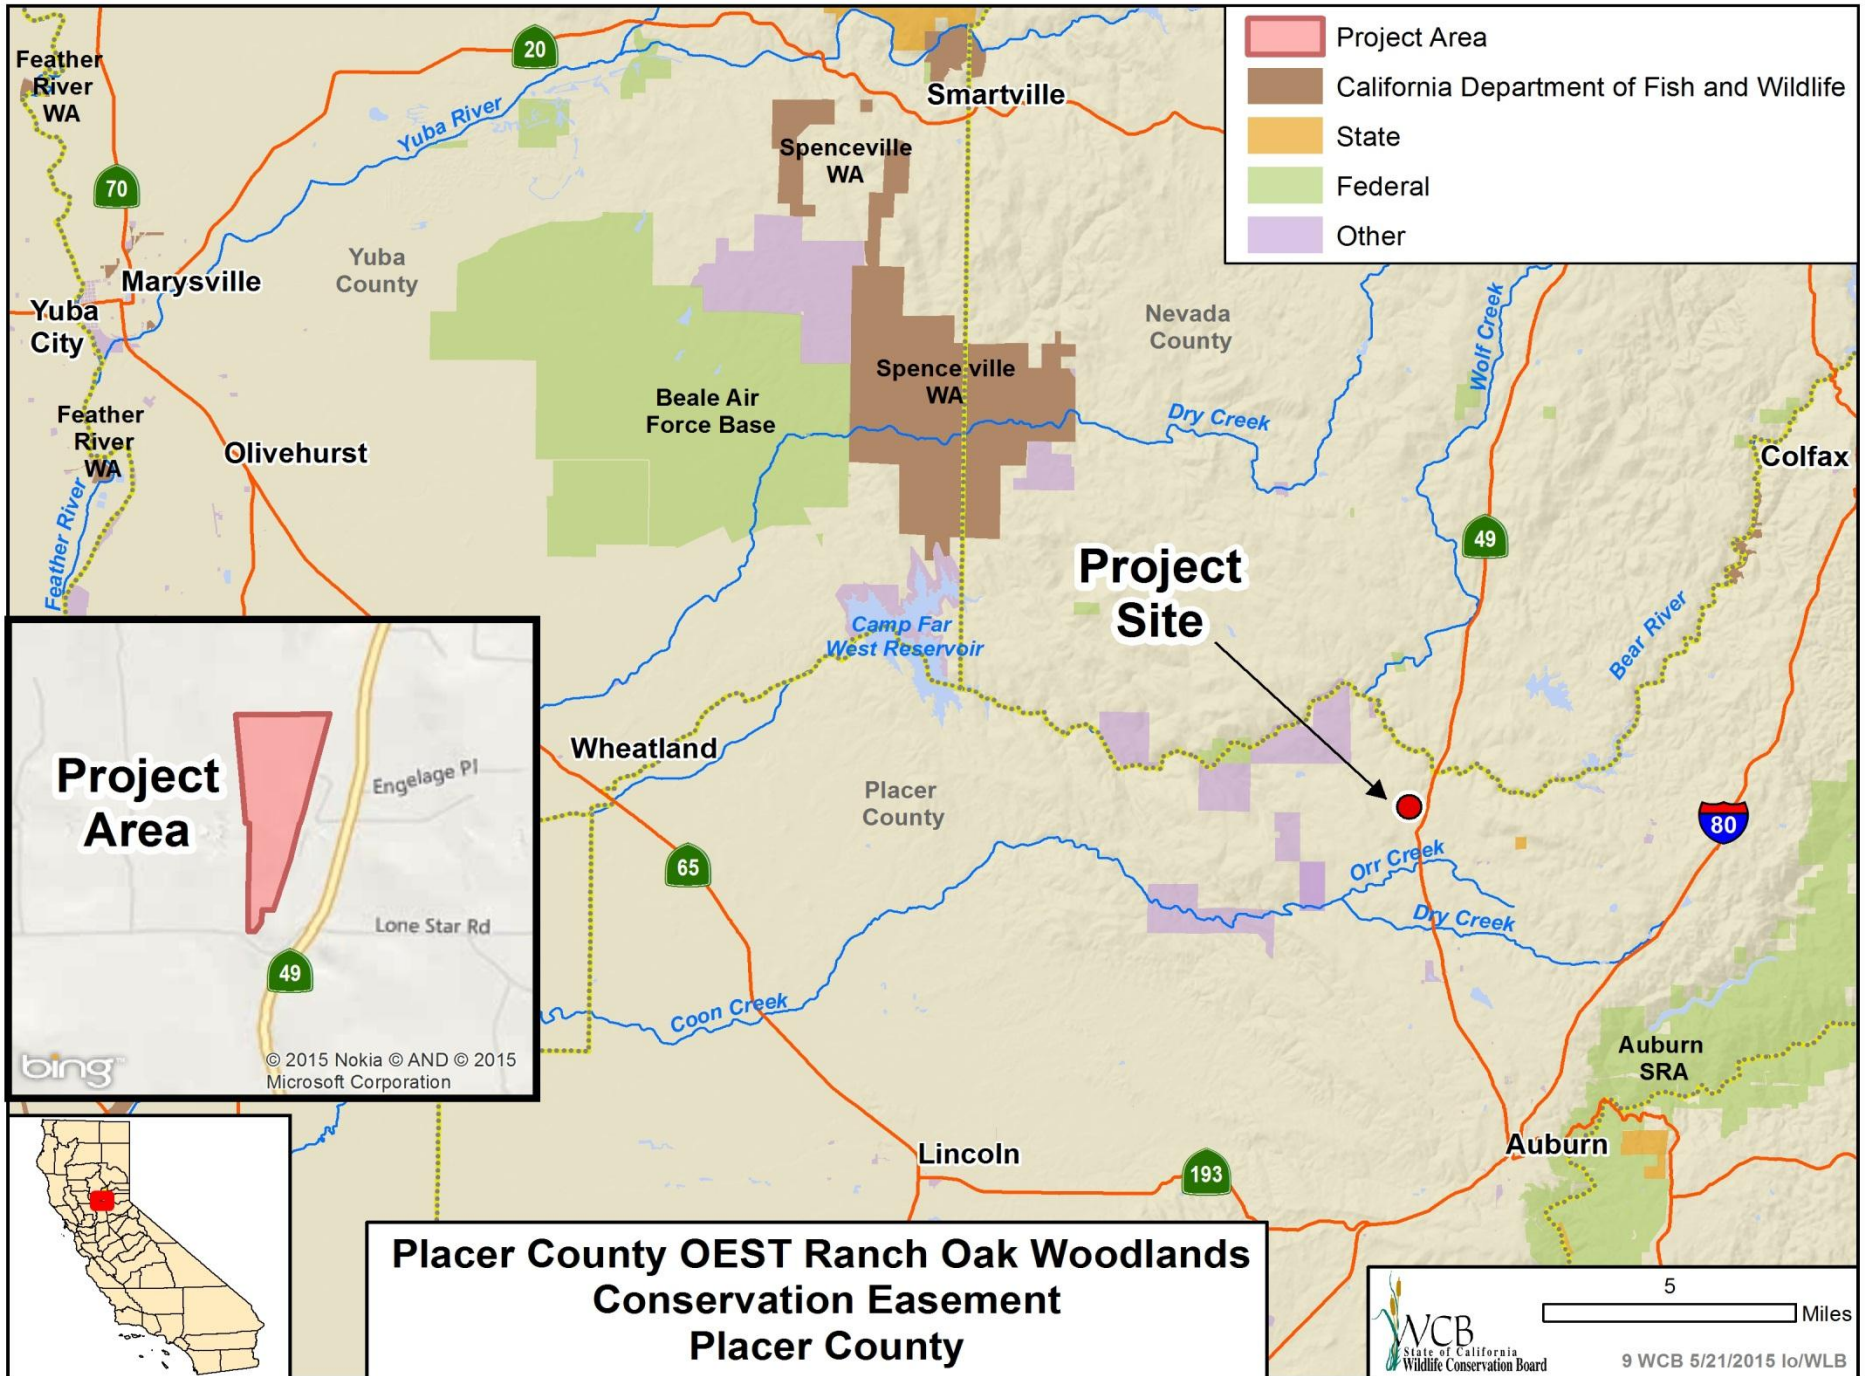 Project Area
California Department of Fish and Wildlife
State
Federal
Other
Feather
River
WA
20
Smartville
Yuba River
Spenceville
WA
70
Yuba
County
Marysville
Yuba
City
Nevada
County
Wolf Creek
Spenceville
WA
Beale Air
Force Base
Dry Creek
Feather
River
WA
Olivehurst
Colfax
Feather River
49
Project
Site
Camp Far
West Reservoir
Bear River
Wheatland
Placer
County
80
65
Orr Creek
Dry Creek
Coon Creek
Auburn
SRA
Auburn
Lincoln
193
Project
Area
Engelage Pl
Lone Star Rd
49
bing™
© 2015 Nokia © AND © 2015
Microsoft Corporation
Placer County OEST Ranch Oak Woodlands
Conservation Easement
Placer County
5
Miles
WCB
State of California
Wildlife Conservation Board
9 WCB 5/21/2015 lo/WLB